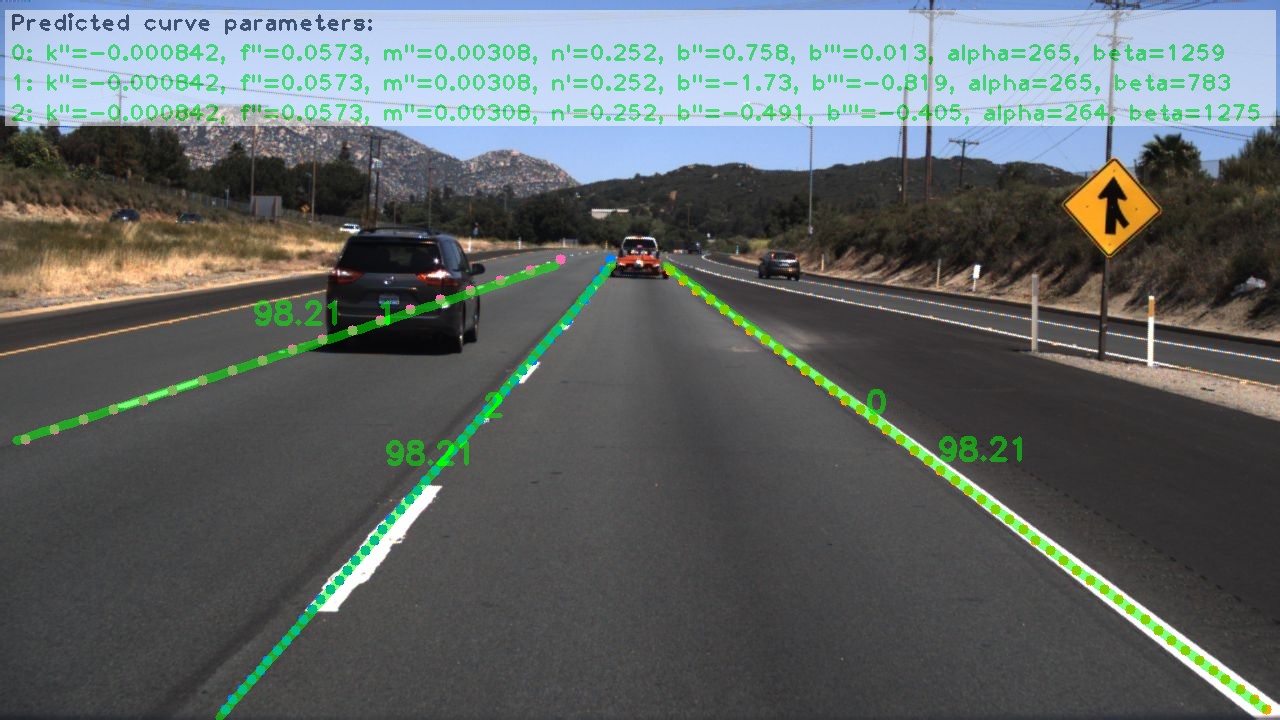 Predicted curve parameters:
0: k''=-0.000842, f''=0.0573, m''=0.00308, n'=0.252, b''=0.758, b'''=0.013, alpha=265, beta=1259
1: k''=-0.000842, f''=0.0573, m''=0.00308, n'=0.252, b''=-1.73, b'''=-0.819, alpha=265, beta=783
2: k''=-0.000842, f''=0.0573, m''=0.00308, n'=0.252, b''=-0.491, b'''=-0.405, alpha=264, beta=1275
98.21 1
2
0
98.21
98.21